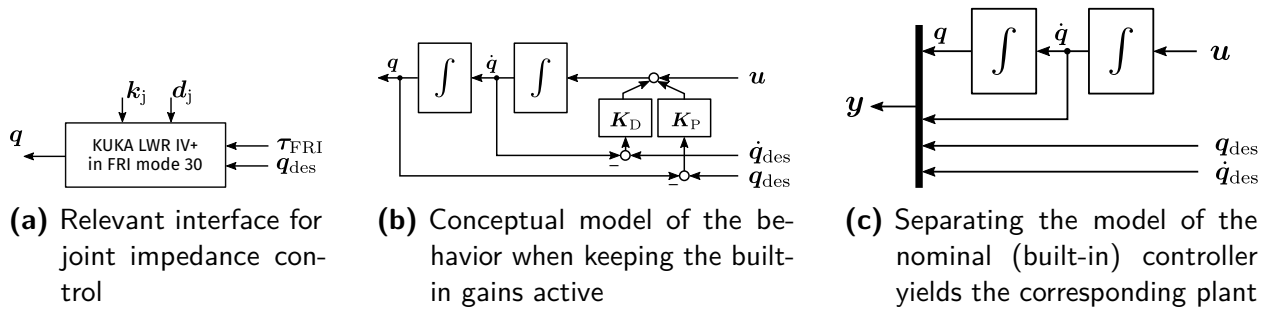 k_j d_j
q
KUKA LWR IV+
in FRI mode 30
τ_FRI
q_des
(a) Relevant interface for
joint impedance con-
trol
q ∫ q̇ ∫ u
K_D K_P
q̇_des
q_des
− −
(b) Conceptual model of the be-
havior when keeping the built-
in gains active
q ∫ q̇ ∫ u
y
q_des
q̇_des
(c) Separating the model of the
nominal (built-in) controller
yields the corresponding plant